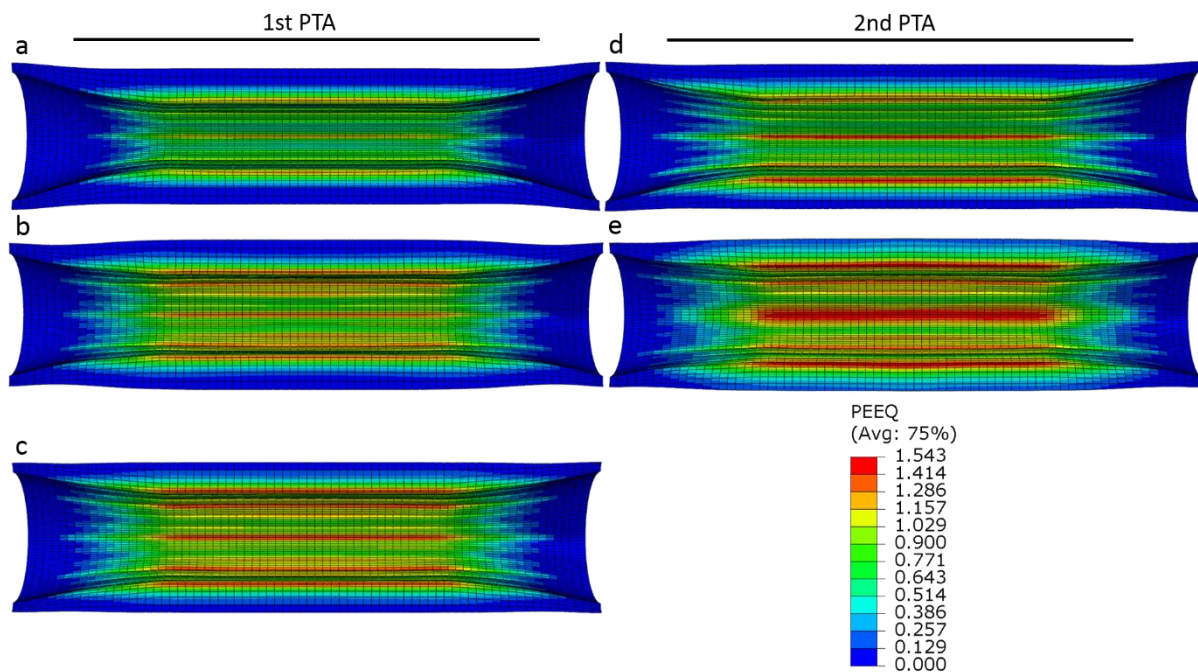 1st PTA
2nd PTA
a
d
b
e
c
PEEQ
(Avg: 75%)
1.543
1.414
1.286
1.157
1.029
0.900
0.771
0.643
0.514
0.386
0.257
0.129
0.000